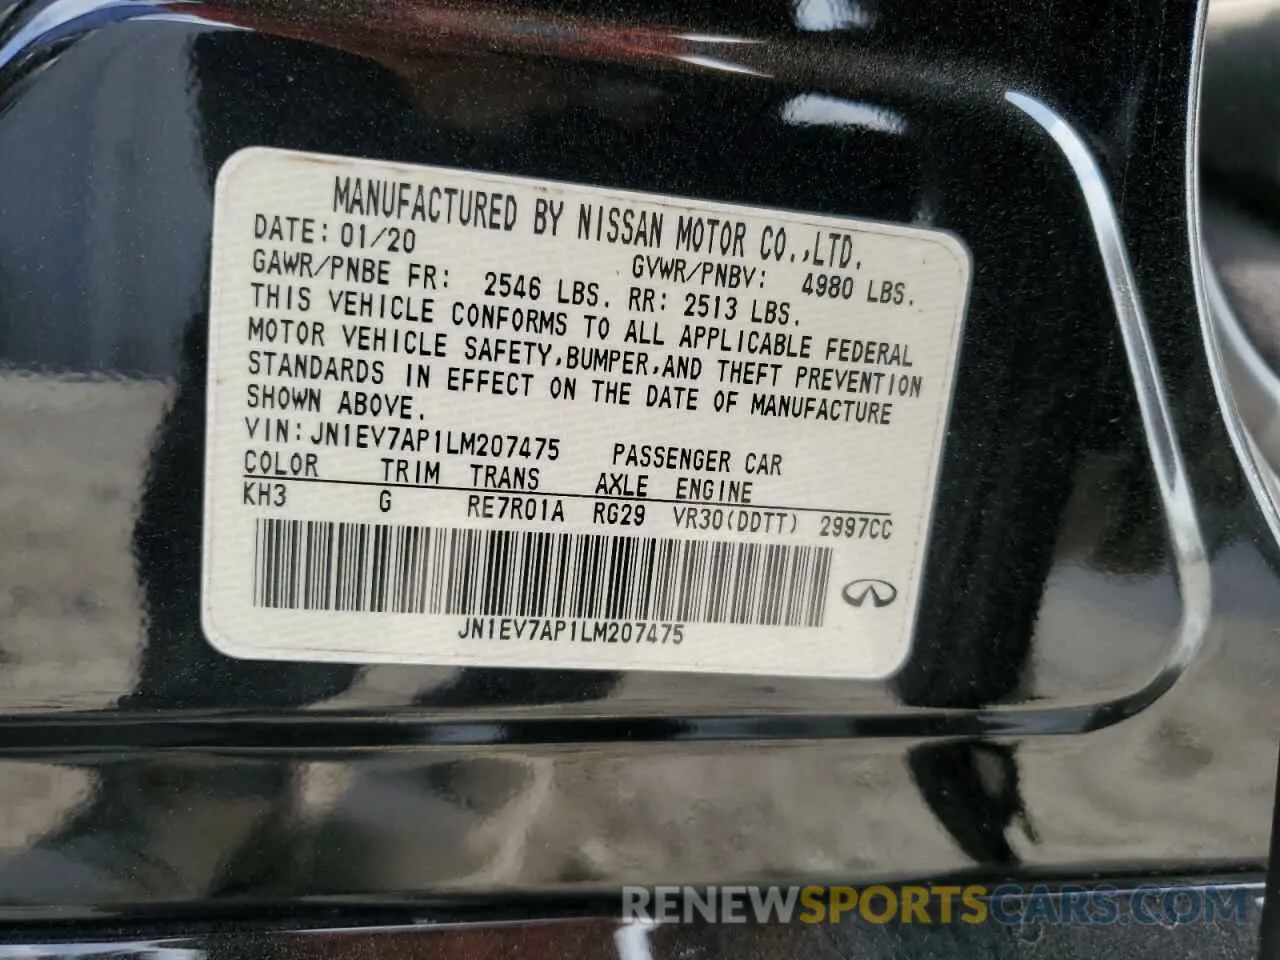 MANUFACTURED BY NISSAN MOTOR CO.,LTD.
DATE: 01/20 GVWR/PNBV: 4980 LBS.
GAWR/PNBE FR: 2546 LBS. RR: 2513 LBS.
THIS VEHICLE CONFORMS TO ALL APPLICABLE FEDERAL
MOTOR VEHICLE SAFETY,BUMPER,AND THEFT PREVENTION
STANDARDS IN EFFECT ON THE DATE OF MANUFACTURE
SHOWN ABOVE.
VIN: JN1EV7AP1LM207475 PASSENGER CAR
COLOR TRIM TRANS AXLE ENGINE
KH3 G RE7R01A RG29 VR30(DDTT) 2997CC
JN1EV7AP1LM207475
RENEWSPORTSCARS.COM